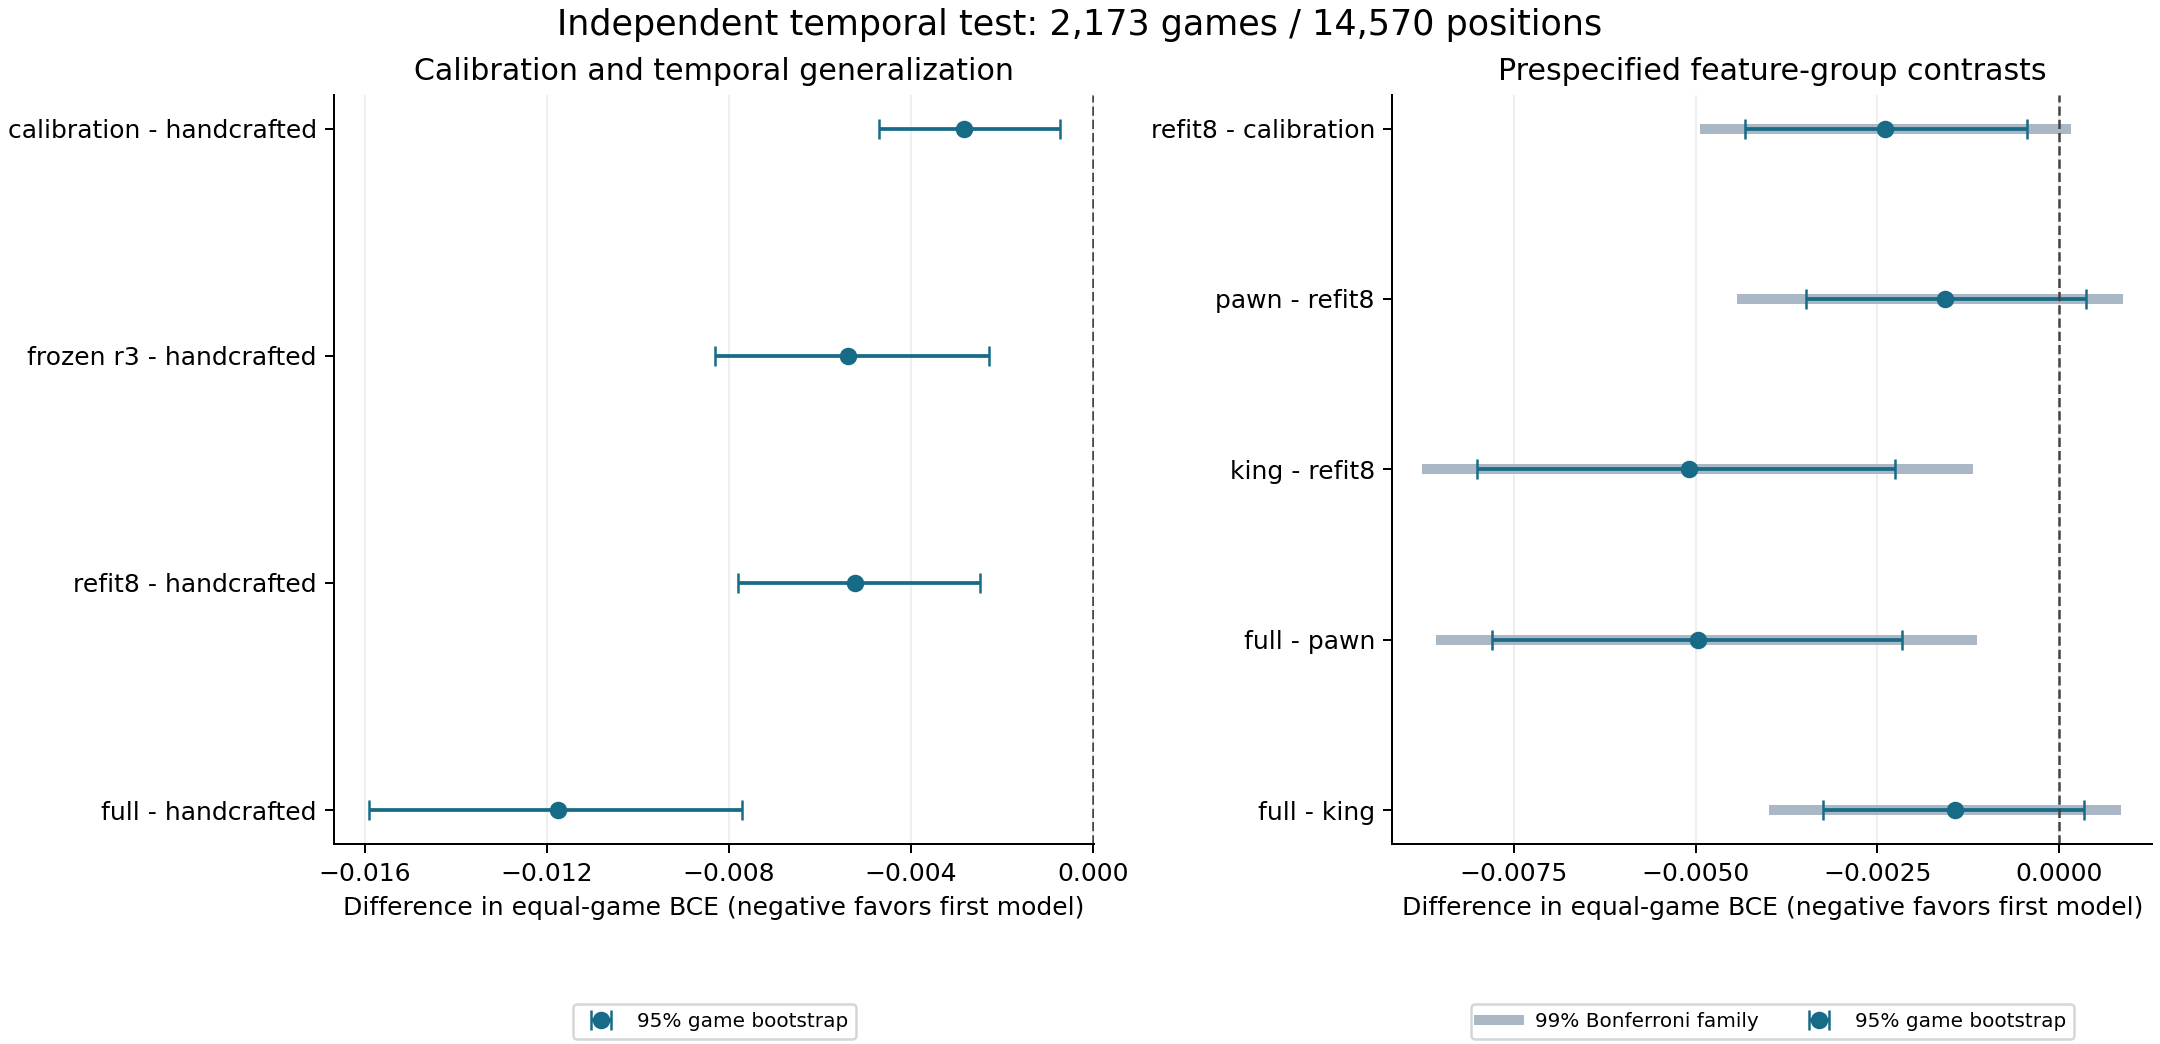 Independent temporal test: 2,173 games / 14,570 positions
Calibration and temporal generalization
calibration - handcrafted
frozen r3 - handcrafted
refit8 - handcrafted
full - handcrafted
−0.016 −0.012 −0.008 −0.004 0.000
Difference in equal-game BCE (negative favors first model)
95% game bootstrap
Prespecified feature-group contrasts
refit8 - calibration
pawn - refit8
king - refit8
full - pawn
full - king
−0.0075 −0.0050 −0.0025 0.0000
Difference in equal-game BCE (negative favors first model)
99% Bonferroni family 95% game bootstrap